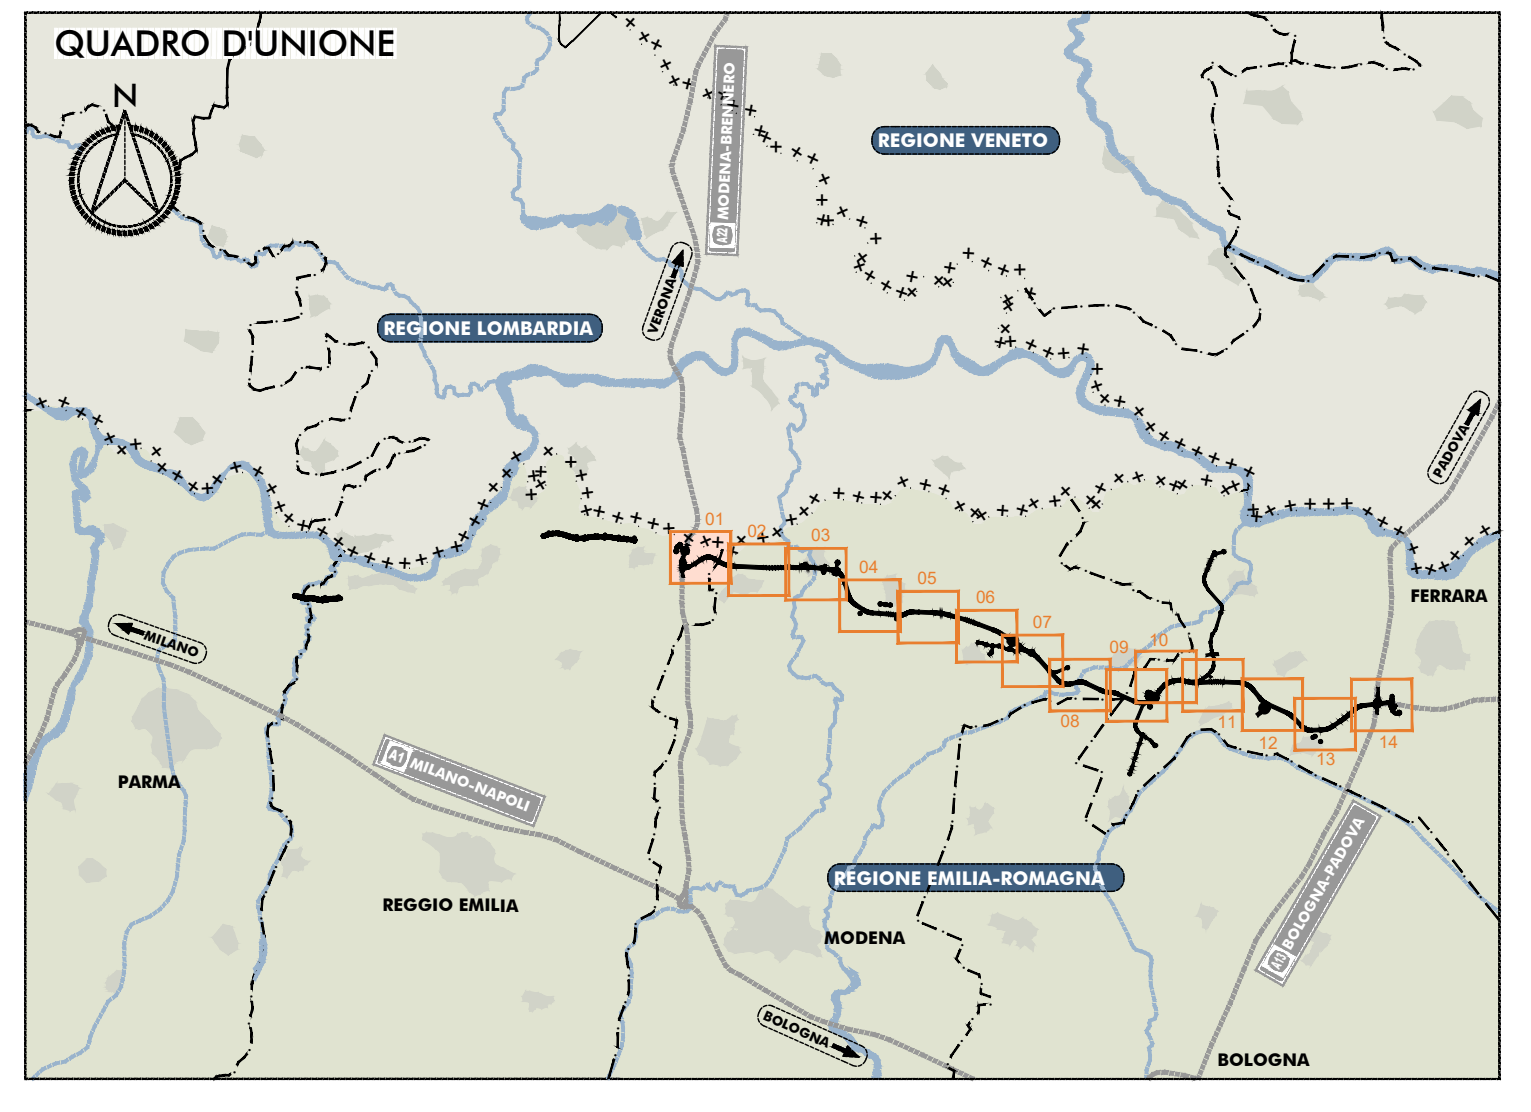 QUADRO D'UNIONE
N
A22 MODENA-BRENNERO
REGIONE VENETO
VERONA
REGIONE LOMBARDIA
PADOVA
01
02
03
04
05
06
07
08
09
10
11
12
13
14
FERRARA
MILANO
A1 MILANO-NAPOLI
PARMA
REGGIO EMILIA
REGIONE EMILIA-ROMAGNA
MODENA
A13 BOLOGNA-PADOVA
BOLOGNA
BOLOGNA